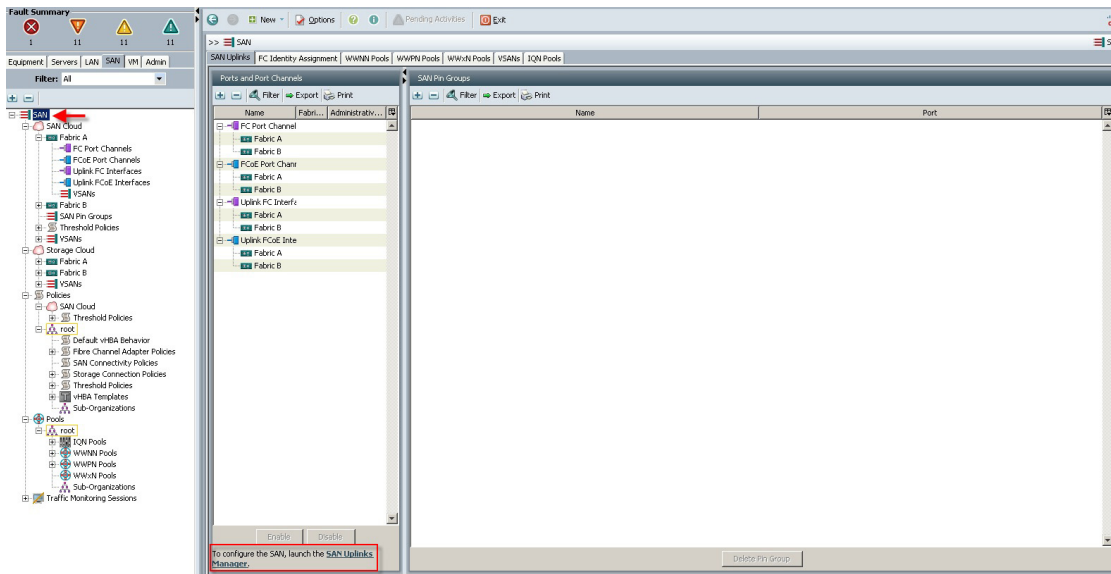 Fault Summary
1 11 11 11
New Options Pending Activities Exit
>> SAN
Equipment Servers LAN SAN VM Admin
Filter: All
SAN
SAN Cloud
Fabric A
FC Port Channels
FCoE Port Channels
Uplink FC Interfaces
Uplink FCoE Interfaces
VSANs
Fabric B
SAN Pin Groups
Threshold Policies
VSANs
Storage Cloud
Fabric A
Fabric B
VSANs
Policies
SAN Cloud
Threshold Policies
root
Default vHBA Behavior
Fibre Channel Adapter Policies
SAN Connectivity Policies
Storage Connection Policies
Threshold Policies
vHBA Templates
Sub-Organizations
Pools
root
IQN Pools
WWNN Pools
WWPN Pools
WWxN Pools
Sub-Organizations
Traffic Monitoring Sessions
SAN Uplinks FC Identity Assignment WWNN Pools WWPN Pools WWxN Pools VSANs IQN Pools
Ports and Port Channels
Filter Export Print
Name Fabri... Administrativ...
FC Port Channel
Fabric A
Fabric B
FCoE Port Chanr
Fabric A
Fabric B
Uplink FC Interfa
Fabric A
Fabric B
Uplink FCoE Inte
Fabric A
Fabric B
Enable Disable
To configure the SAN, launch the SAN Uplinks
Manager.
SAN Pin Groups
Filter Export Print
Name Port
Delete Pin Group